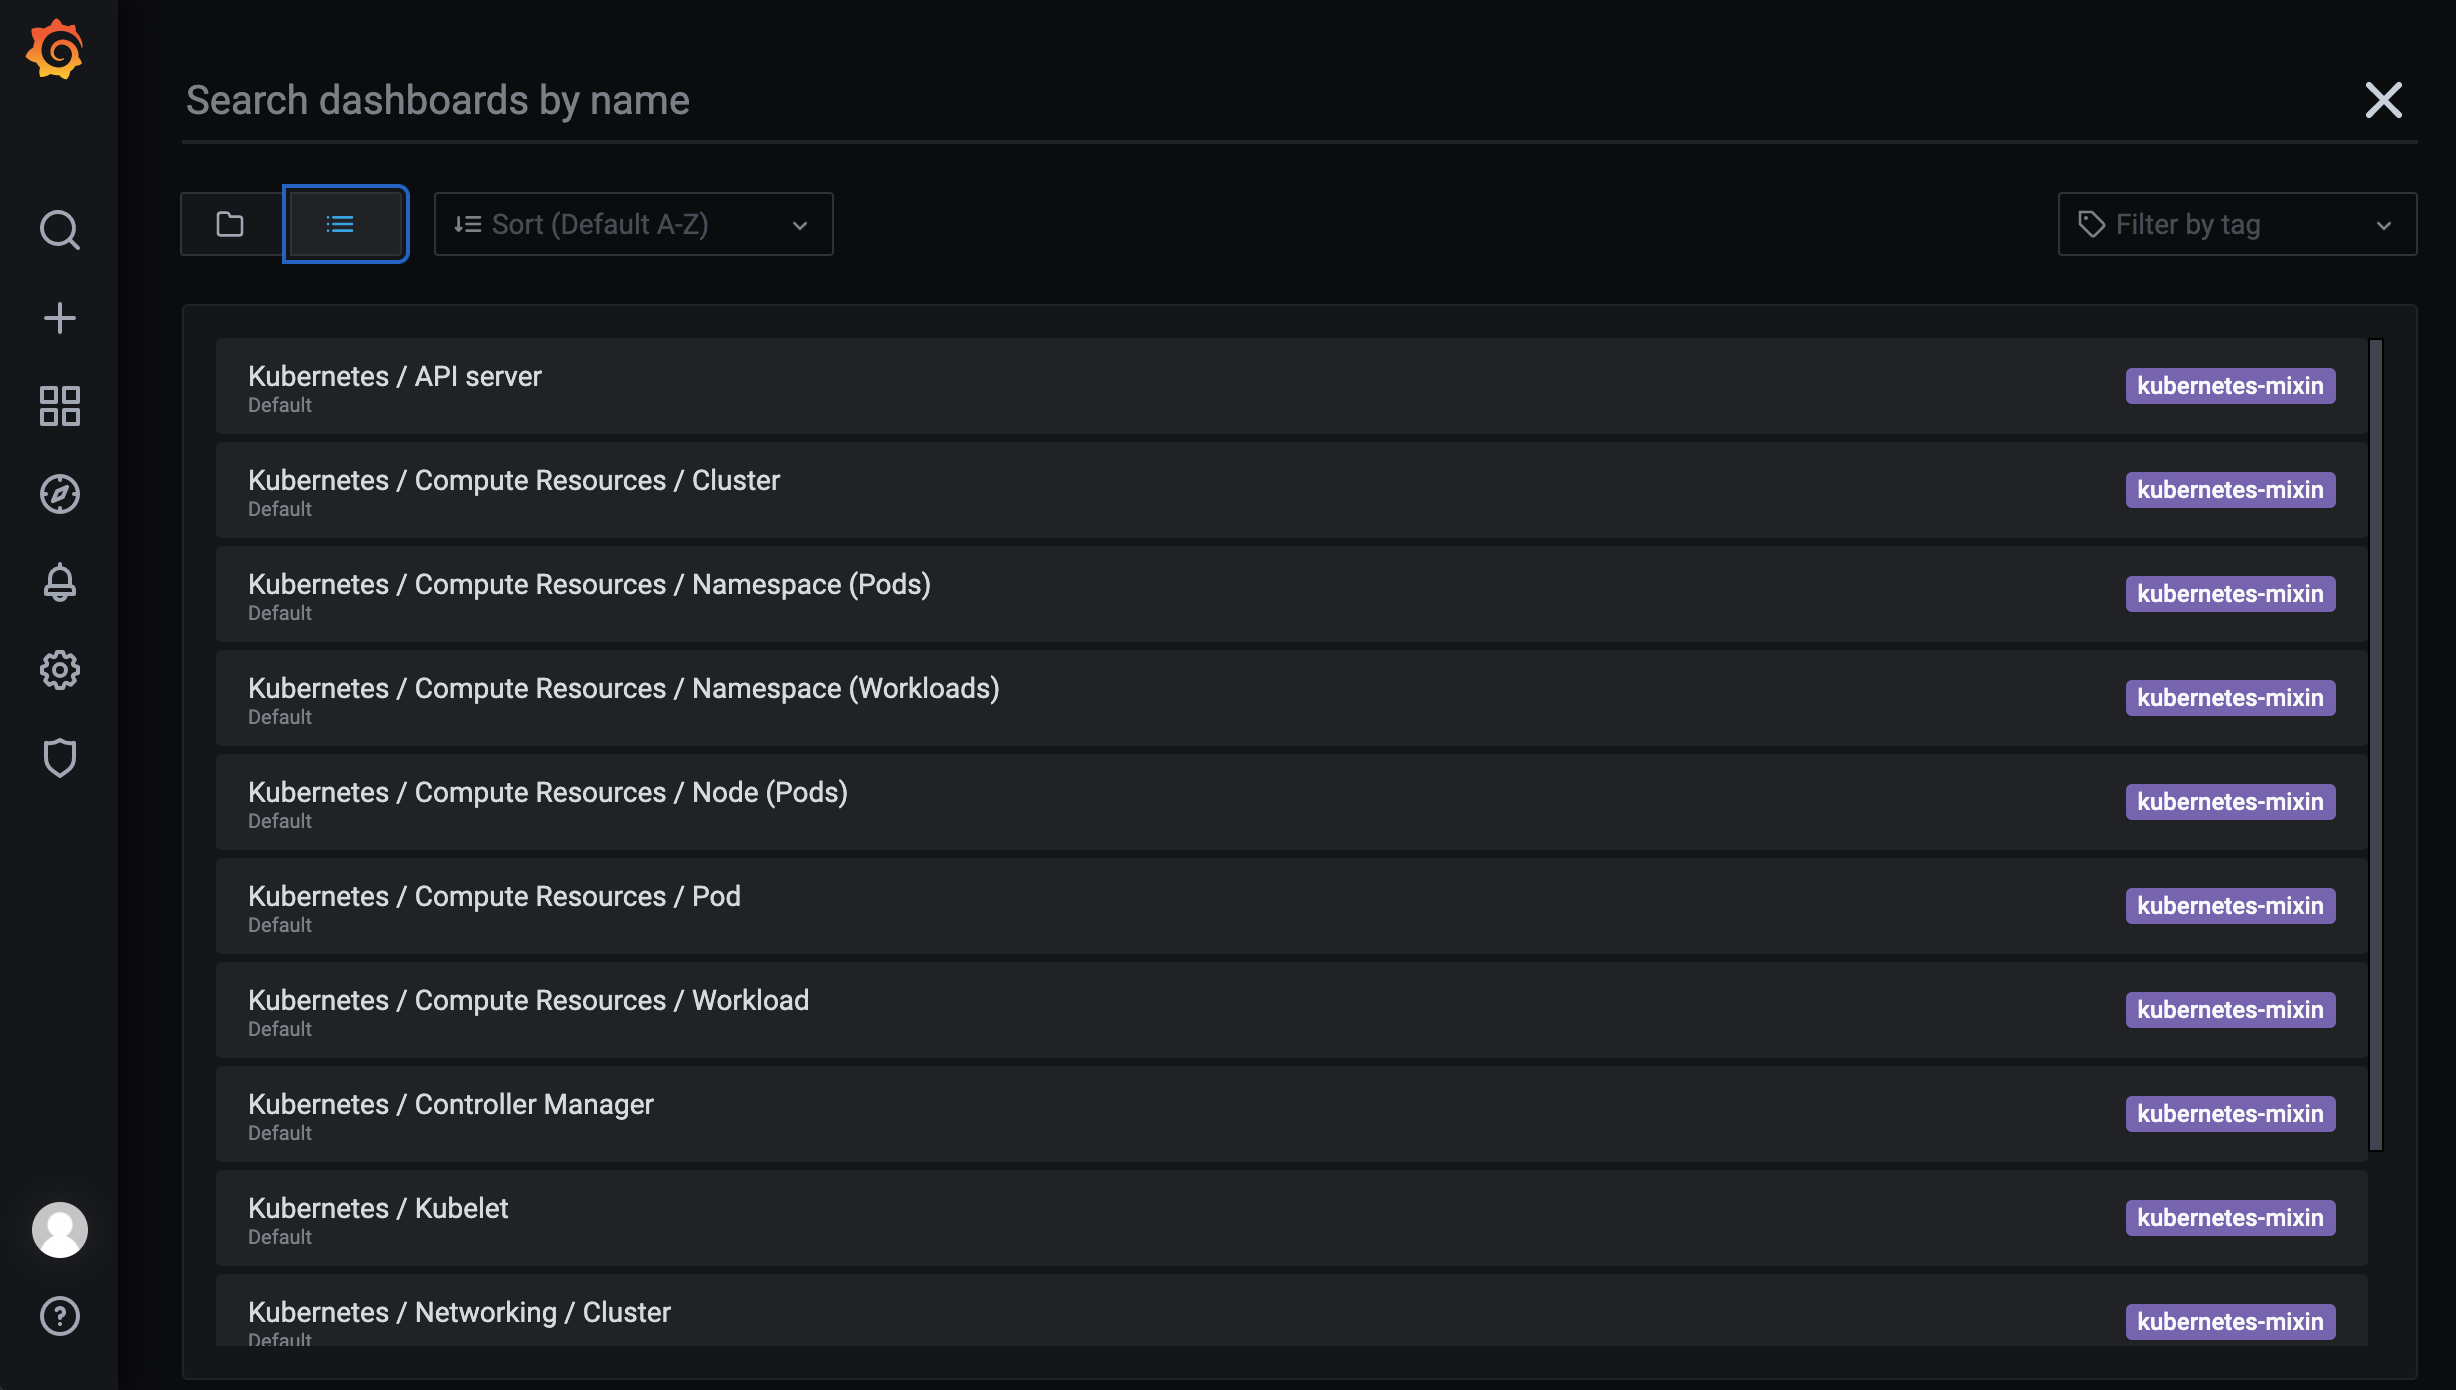 Search dashboards by name
Sort (Default A-Z)
Filter by tag
Kubernetes / API server
Default
kubernetes-mixin
Kubernetes / Compute Resources / Cluster
Default
kubernetes-mixin
Kubernetes / Compute Resources / Namespace (Pods)
Default
kubernetes-mixin
Kubernetes / Compute Resources / Namespace (Workloads)
Default
kubernetes-mixin
Kubernetes / Compute Resources / Node (Pods)
Default
kubernetes-mixin
Kubernetes / Compute Resources / Pod
Default
kubernetes-mixin
Kubernetes / Compute Resources / Workload
Default
kubernetes-mixin
Kubernetes / Controller Manager
Default
kubernetes-mixin
Kubernetes / Kubelet
Default
kubernetes-mixin
Kubernetes / Networking / Cluster
Default
kubernetes-mixin